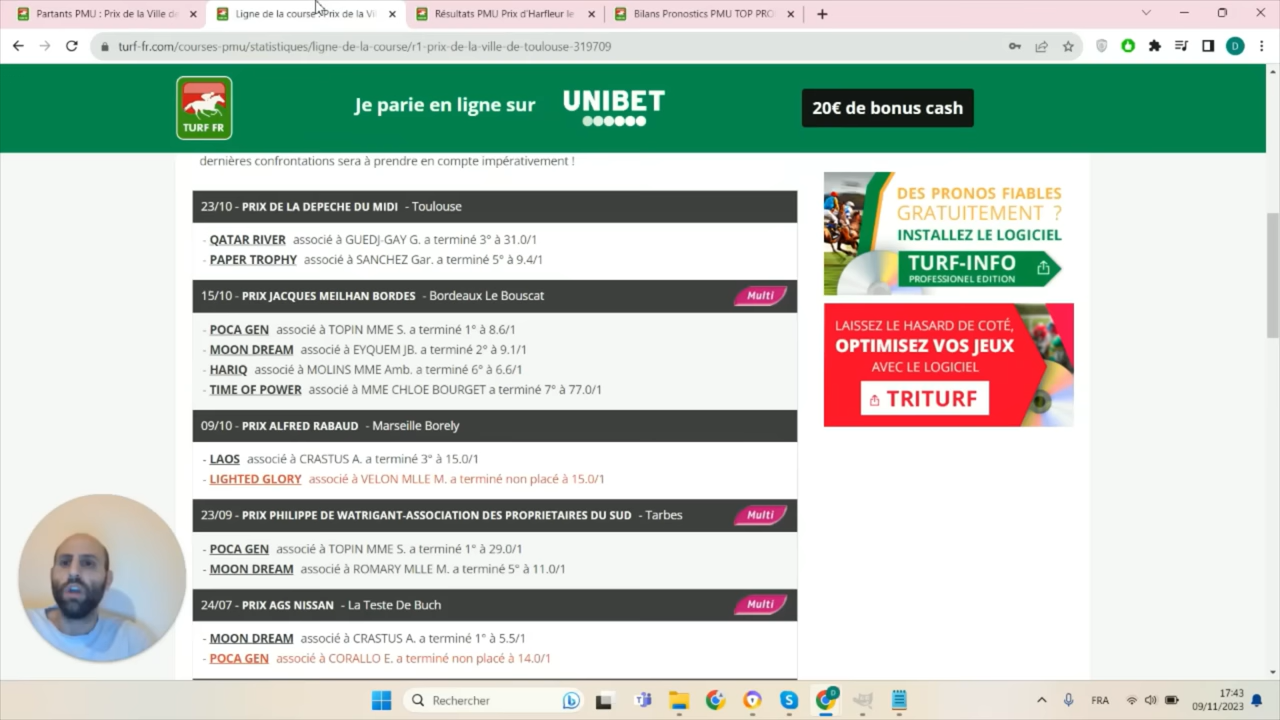 Partants PMU : Prix de la Ville de
Ligne de la course : Prix de la Vi
Résultats PMU Prix d'Harfleur le
Bilans Pronostics PMU TOP PRO
turf-fr.com/courses-pmu/statistiques/ligne-de-la-course/r1-prix-de-la-ville-de-toulouse-319709
D
TURF FR
Je parie en ligne sur
UNIBET
20€ de bonus cash
dernières confrontations sera à prendre en compte impérativement !
23/10 - PRIX DE LA DEPECHE DU MIDI - Toulouse
- QATAR RIVER associé à GUEDJ-GAY G. a terminé 3° à 31.0/1
- PAPER TROPHY associé à SANCHEZ Gar. a terminé 5° à 9.4/1
15/10 - PRIX JACQUES MEILHAN BORDES - Bordeaux Le Bouscat
Multi
- POCA GEN associé à TOPIN MME S. a terminé 1° à 8.6/1
- MOON DREAM associé à EYQUEM JB. a terminé 2° à 9.1/1
- HARIQ associé à MOLINS MME Amb. a terminé 6° à 6.6/1
- TIME OF POWER associé à MME CHLOE BOURGET a terminé 7° à 77.0/1
09/10 - PRIX ALFRED RABAUD - Marseille Borely
- LAOS associé à CRASTUS A. a terminé 3° à 15.0/1
- LIGHTED GLORY associé à VELON MLLE M. a terminé non placé à 15.0/1
23/09 - PRIX PHILIPPE DE WATRIGANT-ASSOCIATION DES PROPRIETAIRES DU SUD - Tarbes
Multi
- POCA GEN associé à TOPIN MME S. a terminé 1° à 29.0/1
- MOON DREAM associé à ROMARY MLLE M. a terminé 5° à 11.0/1
24/07 - PRIX AGS NISSAN - La Teste De Buch
Multi
- MOON DREAM associé à CRASTUS A. a terminé 1° à 5.5/1
- POCA GEN associé à CORALLO E. a terminé non placé à 14.0/1
DES PRONOS FIABLES
GRATUITEMENT ?
INSTALLEZ LE LOGICIEL
TURF-INFO
PROFESSIONEL EDITION
LAISSEZ LE HASARD DE COTÉ,
OPTIMISEZ VOS JEUX
AVEC LE LOGICIEL
TRITURF
Rechercher
FRA
17:43
09/11/2023